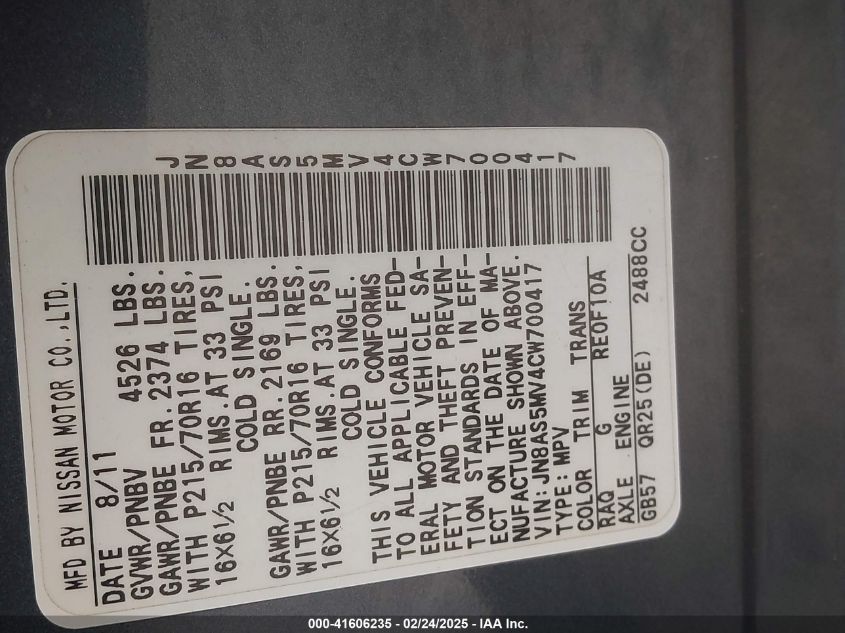 MFD BY NISSAN MOTOR CO.,LTD.
DATE 8/11
GVWR/PNBV 4526 LBS.
GAWR/PNBE FR. 2374 LBS.
WITH P215/70R16 TIRES,
16X6½ RIMS.AT 33 PSI
COLD SINGLE.
GAWR/PNBE RR. 2169 LBS.
WITH P215/70R16 TIRES,
16X6½ RIMS.AT 33 PSI
COLD SINGLE.
THIS VEHICLE CONFORMS
TO ALL APPLICABLE FED-
ERAL MOTOR VEHICLE SA-
FETY AND THEFT PREVEN-
TION STANDARDS IN EFF-
ECT ON THE DATE OF MA-
NUFACTURE SHOWN ABOVE.
VIN:JN8AS5MV4CW700417
TYPE:MPV
COLOR TRIM TRANS
RAQ G RE0F10A
AXLE ENGINE
GB57 QR25(DE) 2488CC
JN8AS5MV4CW700417
000-41606235 - 02/24/2025 - IAA Inc.